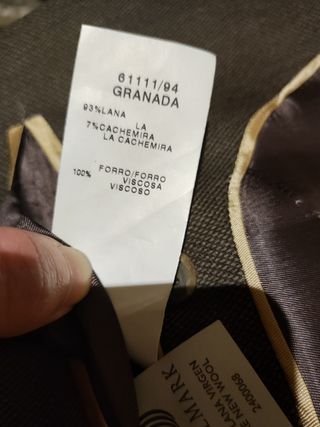 61111/94
GRANADA
93%LANA LA
7%CACHEMIRA
LA CACHEMIRA
100% FORRO/FORRO
VISCOSA
VISCOSO
LMARK
LANA VIRGEN
E NEW WOOL
2400068